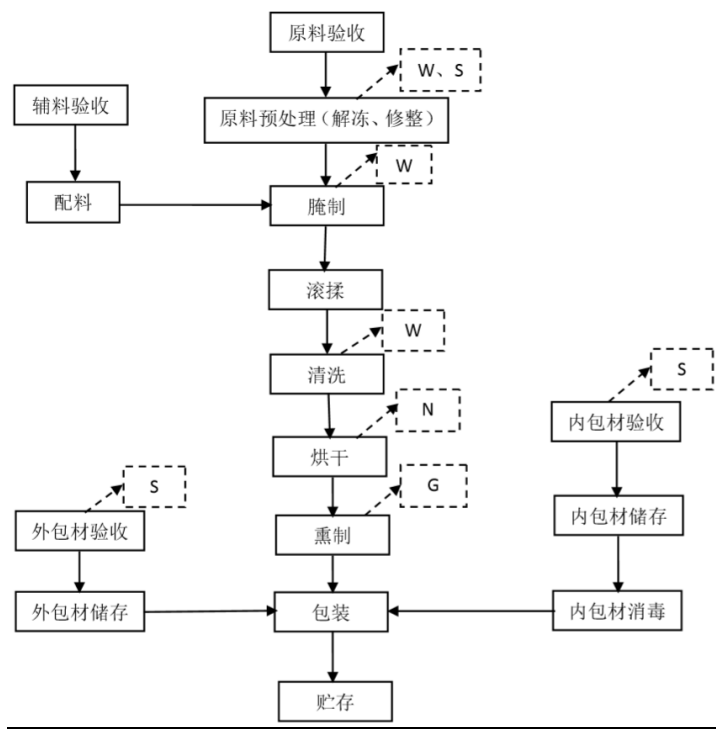 原料验收
W、S
辅料验收
原料预处理（解冻、修整）
W
配料
腌制
滚揉
W
清洗
S
N
内包材验收
烘干
S
G
外包材验收
熏制
内包材储存
外包材储存
包装
内包材消毒
贮存